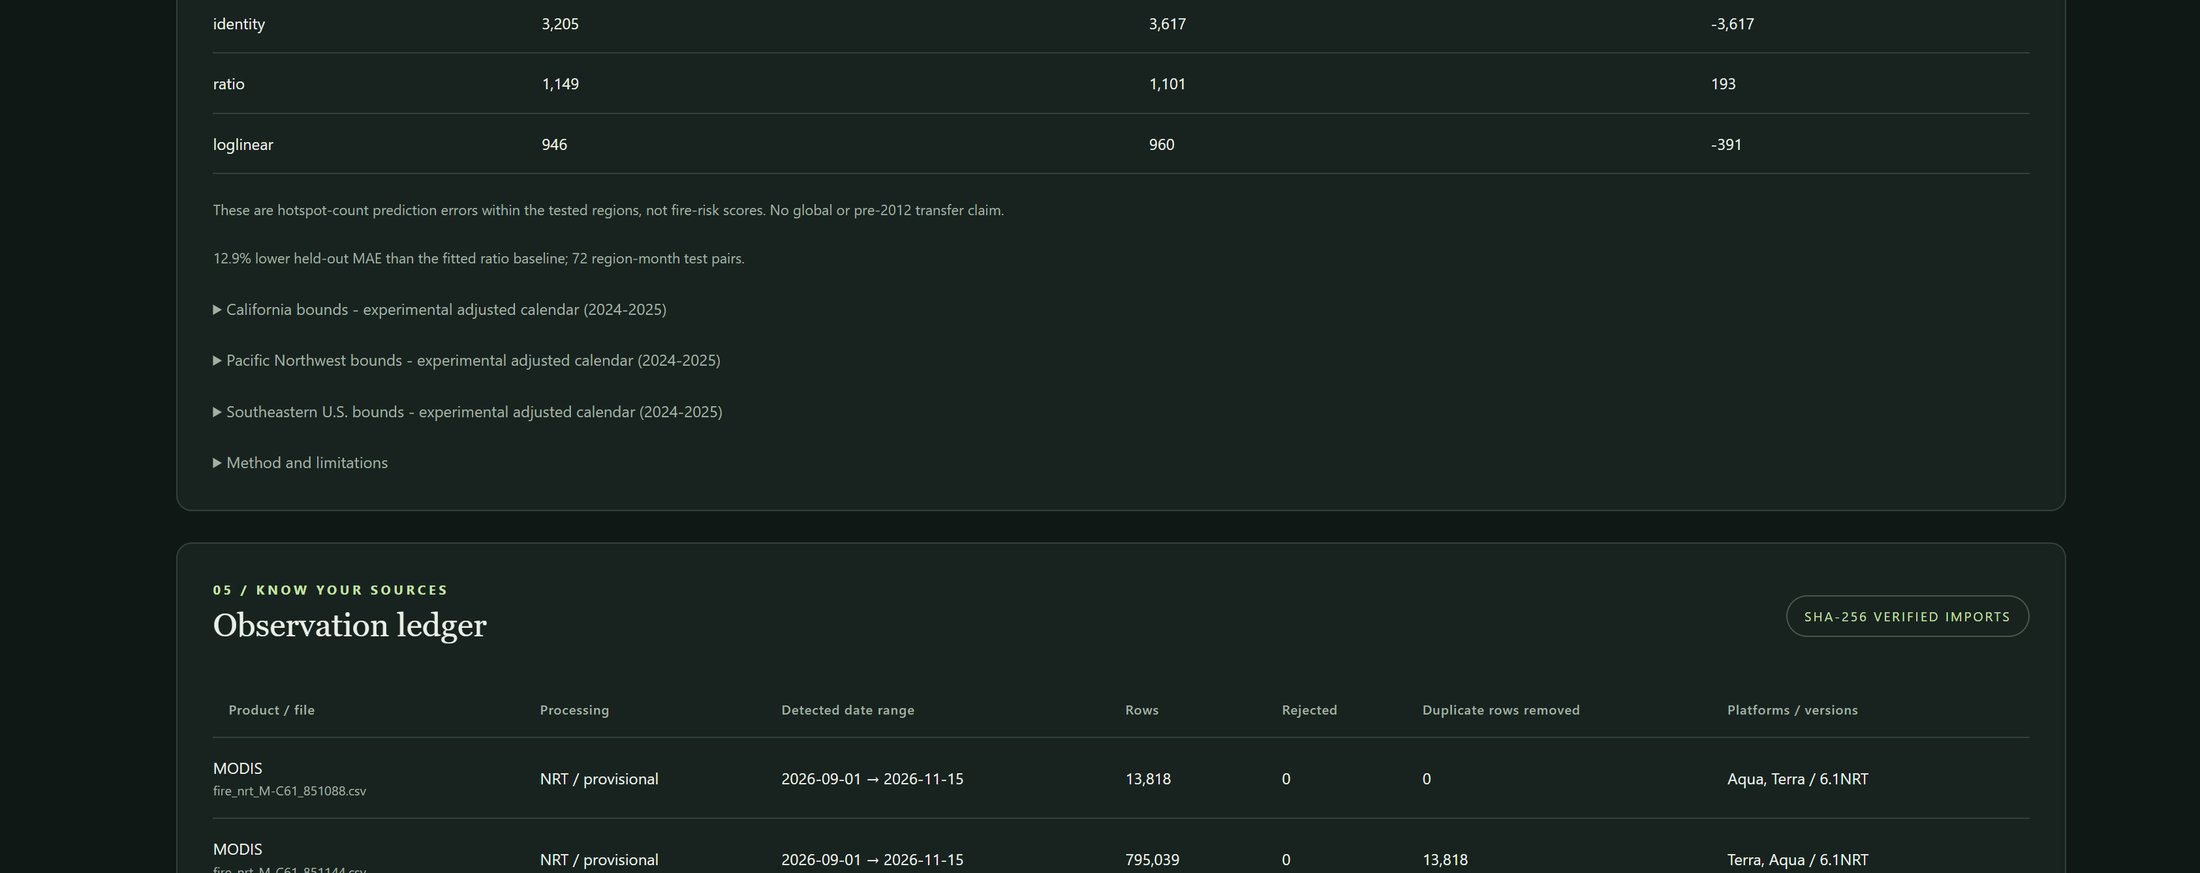 identity 3,205 3,617 -3,617
ratio 1,149 1,101 193
loglinear 946 960 -391
These are hotspot-count prediction errors within the tested regions, not fire-risk scores. No global or pre-2012 transfer claim.
12.9% lower held-out MAE than the fitted ratio baseline; 72 region-month test pairs.
▶ California bounds - experimental adjusted calendar (2024-2025)
▶ Pacific Northwest bounds - experimental adjusted calendar (2024-2025)
▶ Southeastern U.S. bounds - experimental adjusted calendar (2024-2025)
▶ Method and limitations
05 / KNOW YOUR SOURCES
Observation ledger
SHA-256 VERIFIED IMPORTS
Product / file Processing Detected date range Rows Rejected Duplicate rows removed Platforms / versions
MODIS
fire_nrt_M-C61_851088.csv
NRT / provisional 2026-09-01 → 2026-11-15 13,818 0 0 Aqua, Terra / 6.1NRT
MODIS
fire_nrt_M-C61_851144.csv
NRT / provisional 2026-09-01 → 2026-11-15 795,039 0 13,818 Terra, Aqua / 6.1NRT